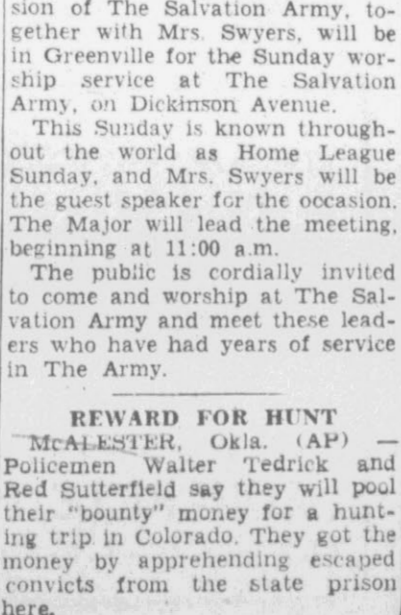 sion of The Salvation Army, to-
gether with Mrs. Swyers, will be
in Greenville for the Sunday wor-
ship service at The Salvation
Army, on Dickinson Avenue.
This Sunday is known through-
out the world as Home League
Sunday, and Mrs. Swyers will be
the guest speaker for the occasion.
The Major will lead the meeting,
beginning at 11:00 a.m.
The public is cordially invited
to come and worship at The Sal-
vation Army and meet these lead-
ers who have had years of service
in The Army.
REWARD FOR HUNT
McALESTER, Okla. (AP) —
Policemen Walter Tedrick and
Red Sutterfield say they will pool
their "bounty" money for a hunt-
ing trip in Colorado. They got the
money by apprehending escaped
convicts from the state prison
here.